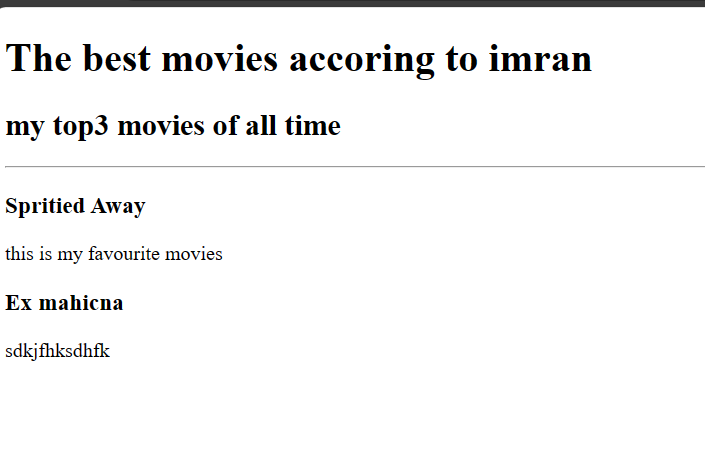 The best movies accoring to imran
my top3 movies of all time
Spritied Away
this is my favourite movies
Ex mahicna
sdkjfhksdhfk